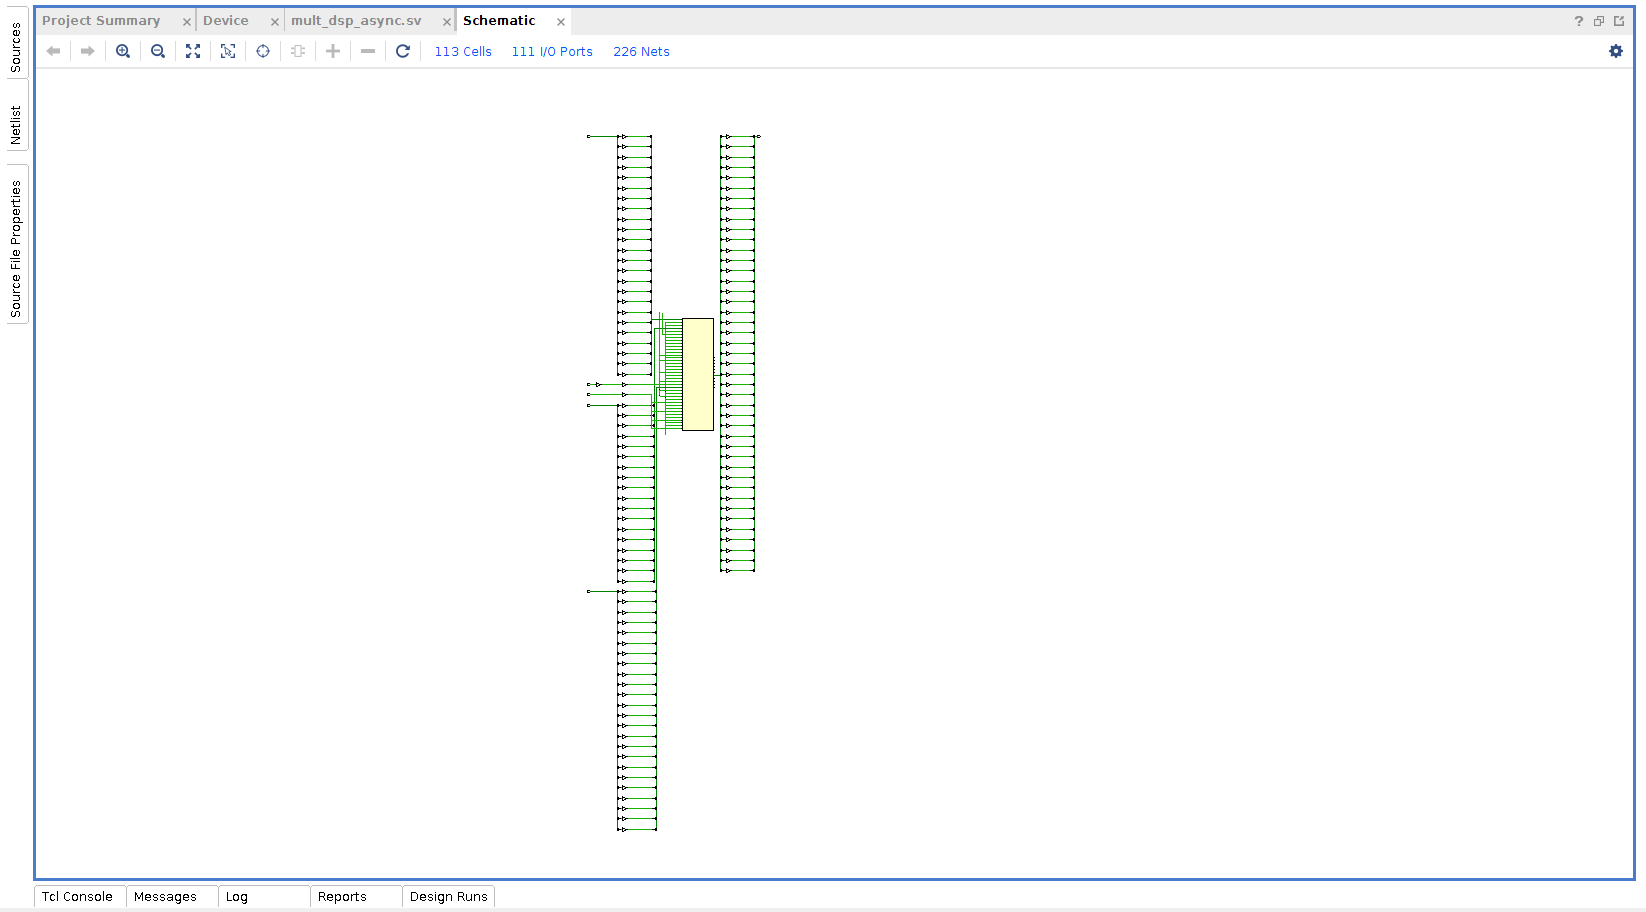 Project Summary × Device × mult_dsp_async.sv × Schematic ×
?
113 Cells 111 I/O Ports 226 Nets
Sources
Netlist
Source File Properties
Tcl Console Messages Log Reports Design Runs